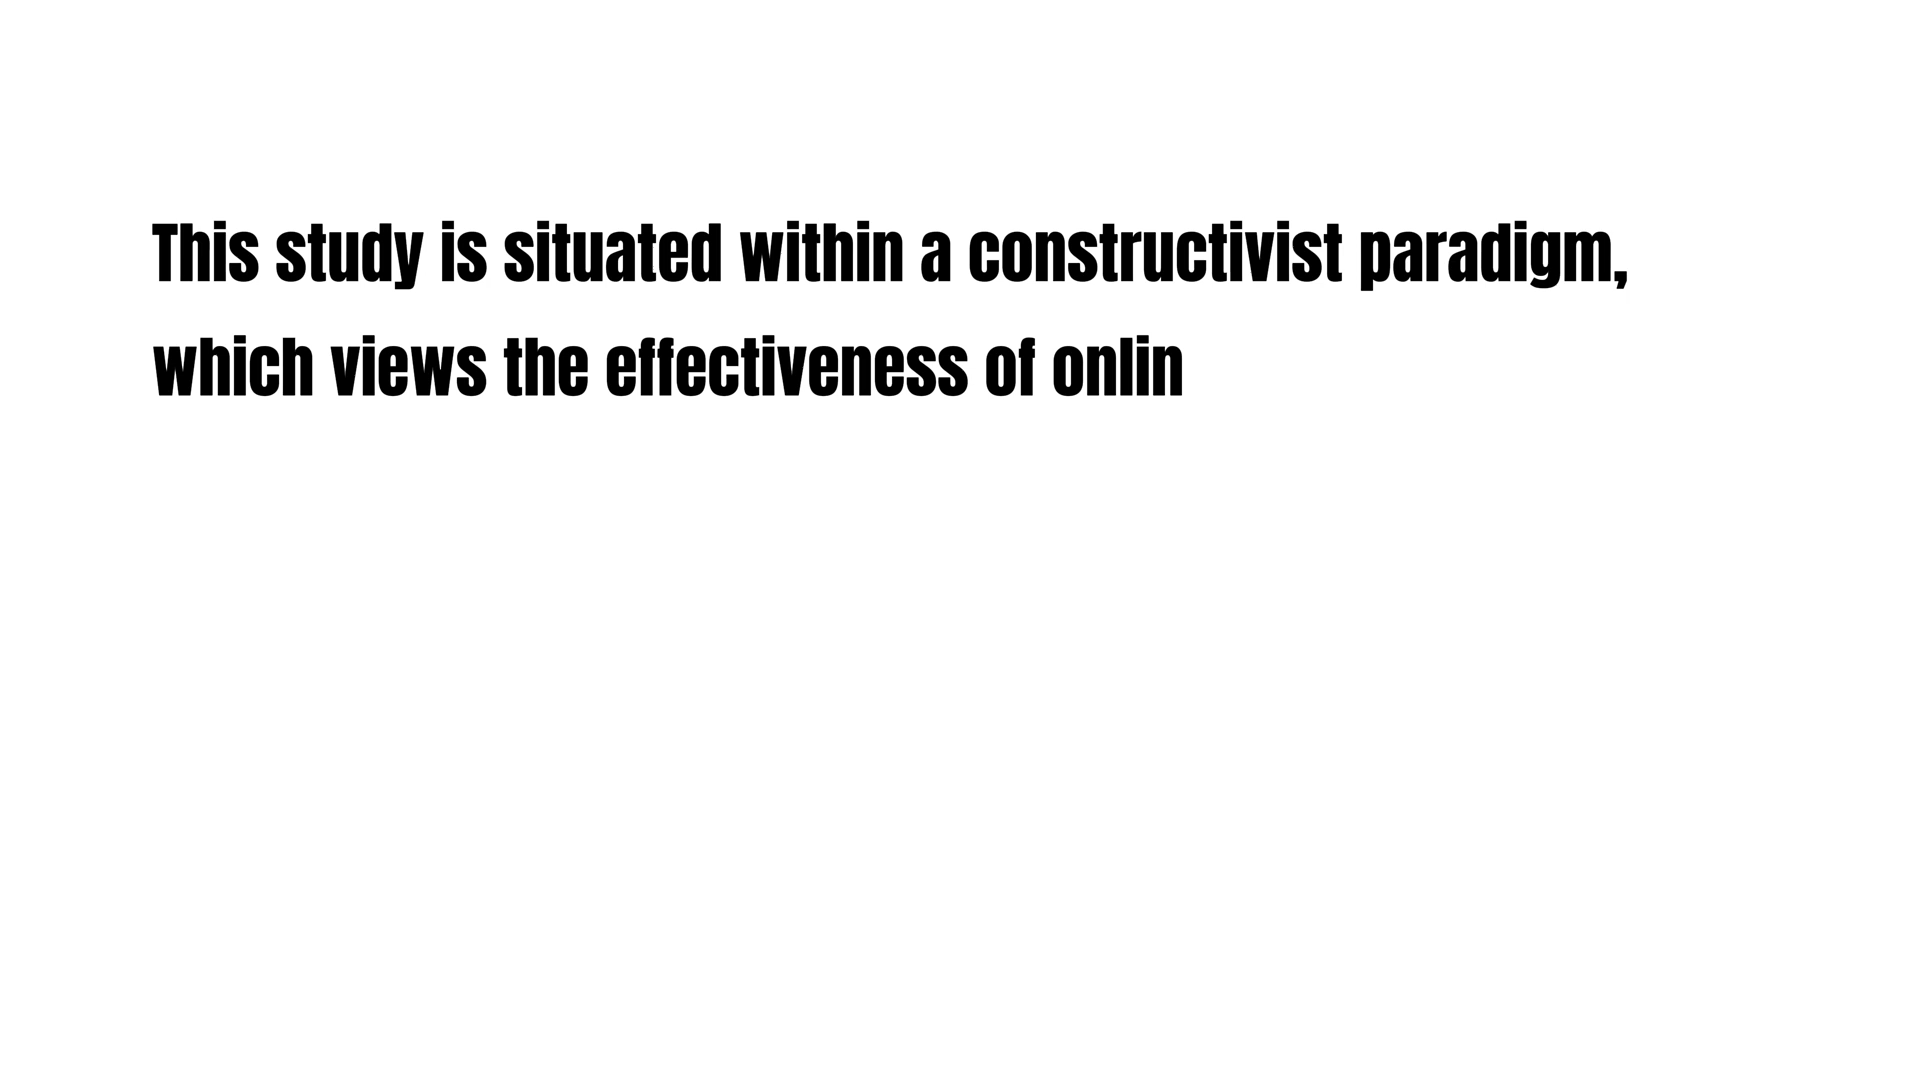 This study is situated within a constructivist paradigm,
which views the effectiveness of onlin